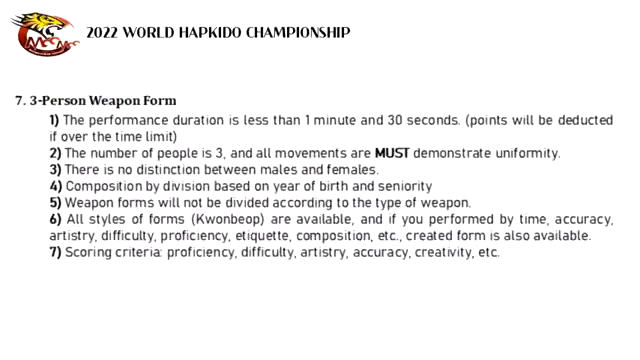 2022 WORLD HAPKIDO CHAMPIONSHIP
7. 3-Person Weapon Form
1) The performance duration is less than 1 minute and 30 seconds. (points will be deducted
if over the time limit)
2) The number of people is 3, and all movements are MUST demonstrate uniformity.
3) There is no distinction between males and females.
4) Composition by division based on year of birth and seniority
5) Weapon forms will not be divided according to the type of weapon.
6) All styles of forms (Kwonbeop) are available, and if you performed by time, accuracy,
artistry, difficulty, proficiency, etiquette, composition, etc., created form is also available.
7) Scoring criteria: proficiency, difficulty, artistry, accuracy, creativity, etc.